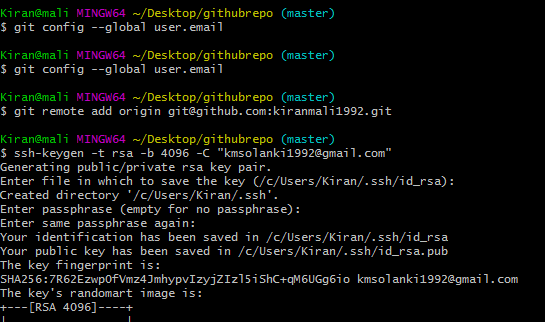 Kiran@mali MINGW64 ~/Desktop/githubrepo (master)
$ git config --global user.email
Kiran@mali MINGW64 ~/Desktop/githubrepo (master)
$ git config --global user.email
Kiran@mali MINGW64 ~/Desktop/githubrepo (master)
$ git remote add origin git@github.com:kiranmali1992.git
Kiran@mali MINGW64 ~/Desktop/githubrepo (master)
$ ssh-keygen -t rsa -b 4096 -C "kmsolanki1992@gmail.com"
Generating public/private rsa key pair.
Enter file in which to save the key (/c/Users/Kiran/.ssh/id_rsa):
Created directory '/c/Users/Kiran/.ssh'.
Enter passphrase (empty for no passphrase):
Enter same passphrase again:
Your identification has been saved in /c/Users/Kiran/.ssh/id_rsa
Your public key has been saved in /c/Users/Kiran/.ssh/id_rsa.pub
The key fingerprint is:
SHA256:7R62EzwpOfVmz4JmhypvIzyjZIzl5iShC+qM6UGg6io kmsolanki1992@gmail.com
The key's randomart image is:
+---[RSA 4096]----+